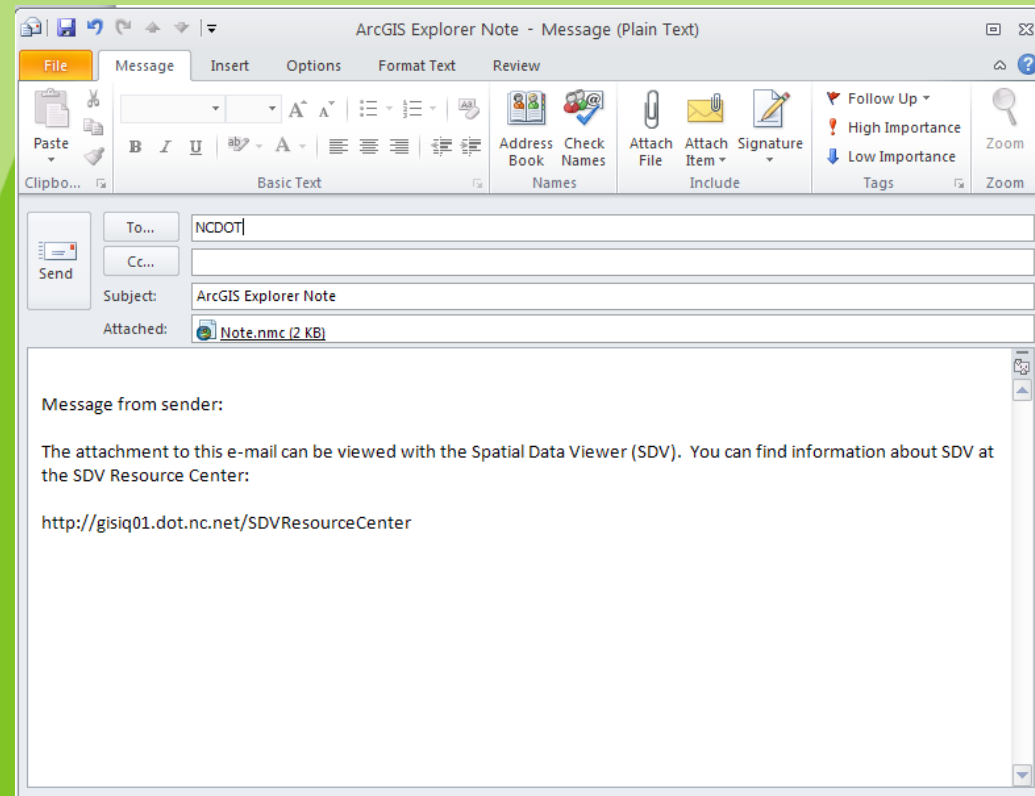 ArcGIS Explorer Note - Message (Plain Text)
File Message Insert Options Format Text Review
Paste
Clipbo...
B I U
Basic Text
Address Book
Check Names
Names
Attach File
Attach Item
Signature
Include
Follow Up
High Importance
Low Importance
Tags
Zoom
Zoom
Send
To... NCDOT
Cc...
Subject: ArcGIS Explorer Note
Attached: Note.nmc (2 KB)
Message from sender:
The attachment to this e-mail can be viewed with the Spatial Data Viewer (SDV). You can find information about SDV at
the SDV Resource Center:
http://gisiq01.dot.nc.net/SDVResourceCenter